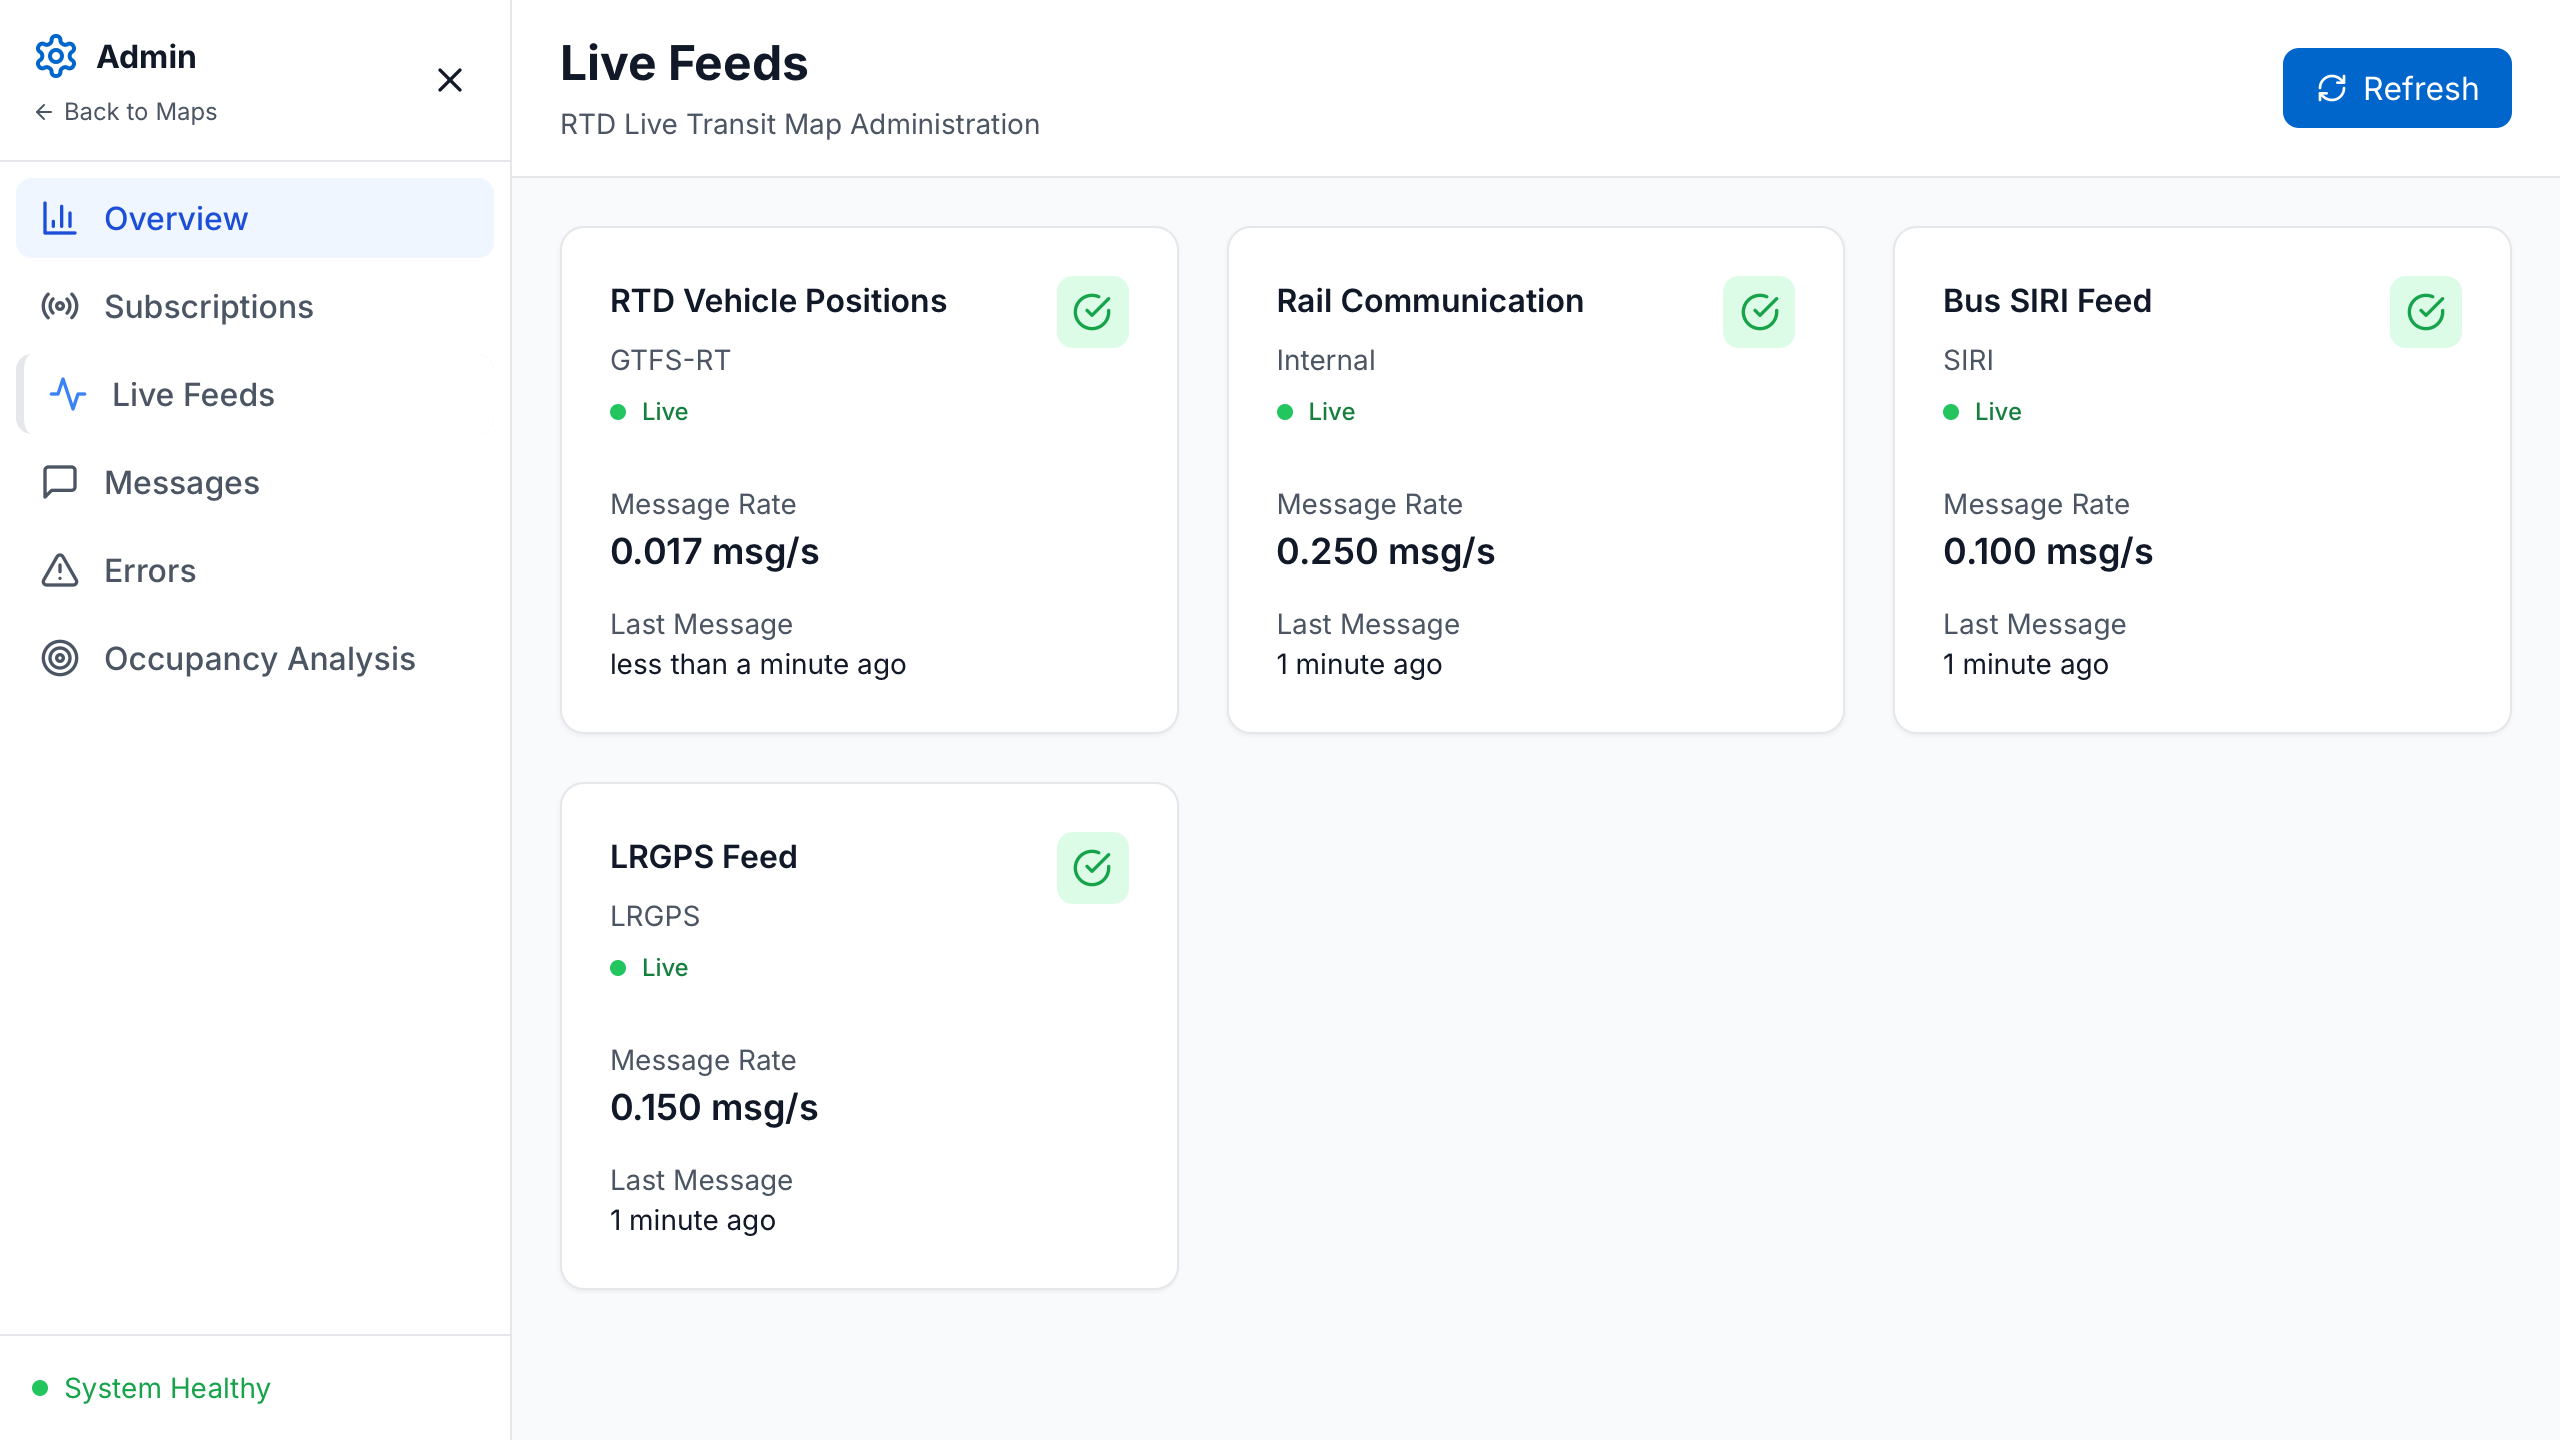 Admin
Back to Maps
Overview
Subscriptions
Live Feeds
Messages
Errors
Occupancy Analysis
System Healthy
Live Feeds
RTD Live Transit Map Administration
Refresh
RTD Vehicle Positions
GTFS-RT
Live
Message Rate
0.017 msg/s
Last Message
less than a minute ago
Rail Communication
Internal
Live
Message Rate
0.250 msg/s
Last Message
1 minute ago
Bus SIRI Feed
SIRI
Live
Message Rate
0.100 msg/s
Last Message
1 minute ago
LRGPS Feed
LRGPS
Live
Message Rate
0.150 msg/s
Last Message
1 minute ago